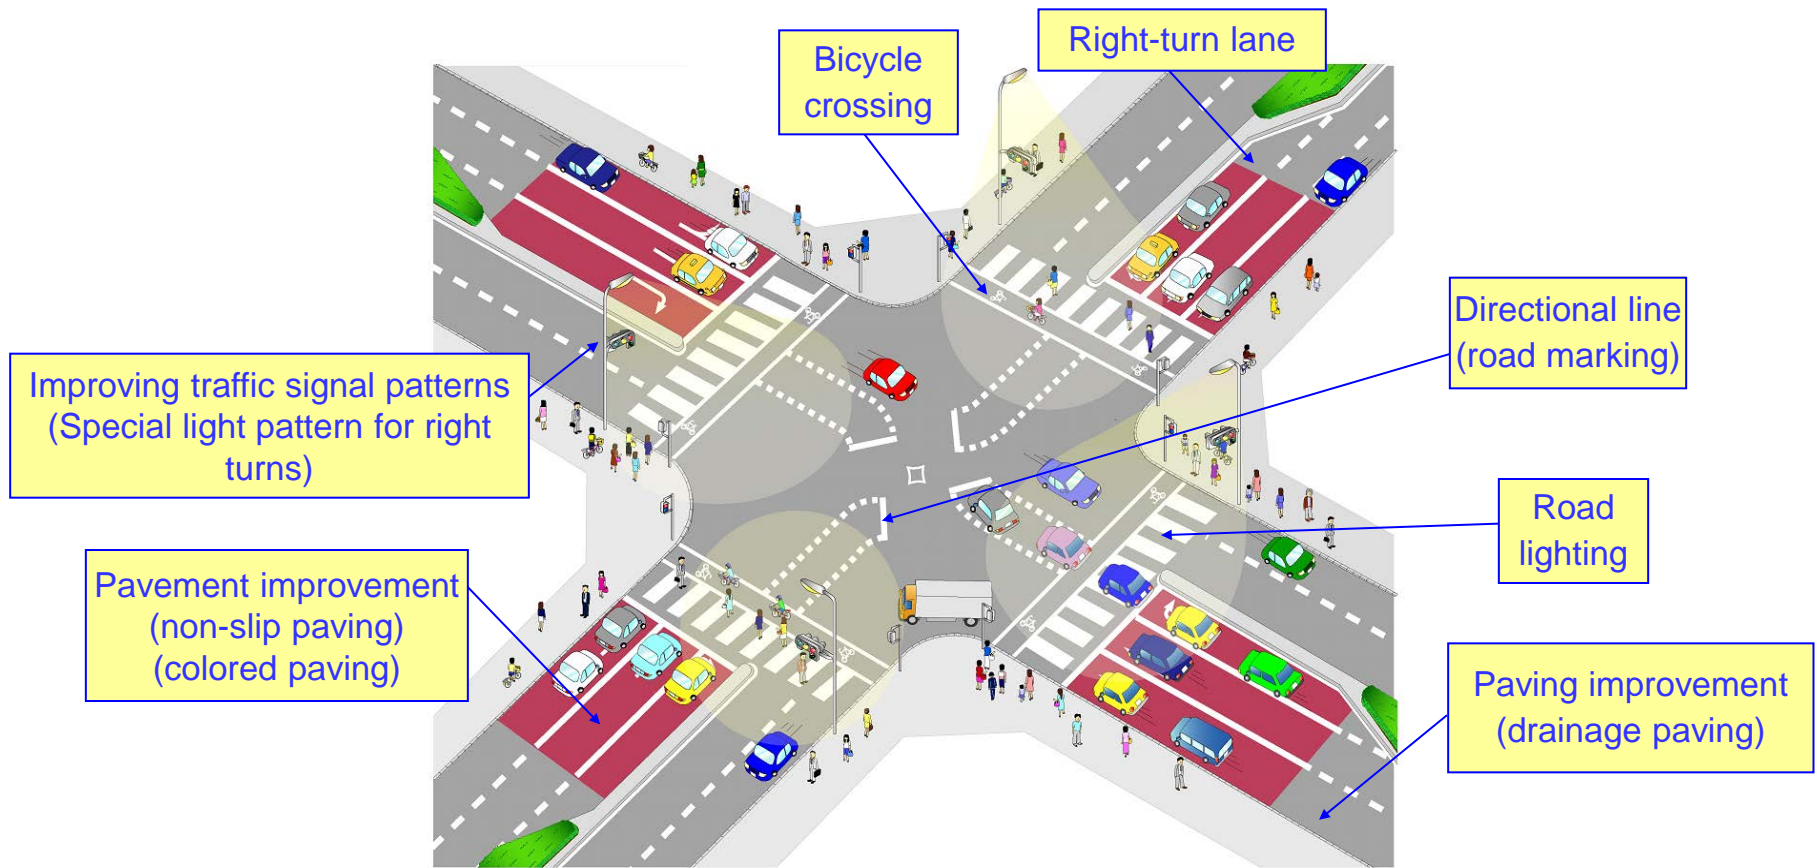 Right-turn lane
Bicycle
crossing
Directional line
(road marking)
Improving traffic signal patterns
(Special light pattern for right
turns)
Road
lighting
Pavement improvement
(non-slip paving)
(colored paving)
Paving improvement
(drainage paving)